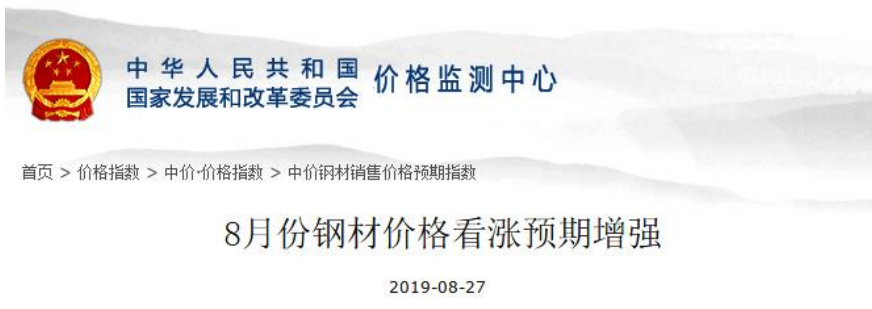 中华人民共和国
国家发展和改革委员会
价格监测中心
首页 > 价格指数 > 中价·价格指数 > 中价钢材销售价格预期指数
8月份钢材价格看涨预期增强
2019-08-27